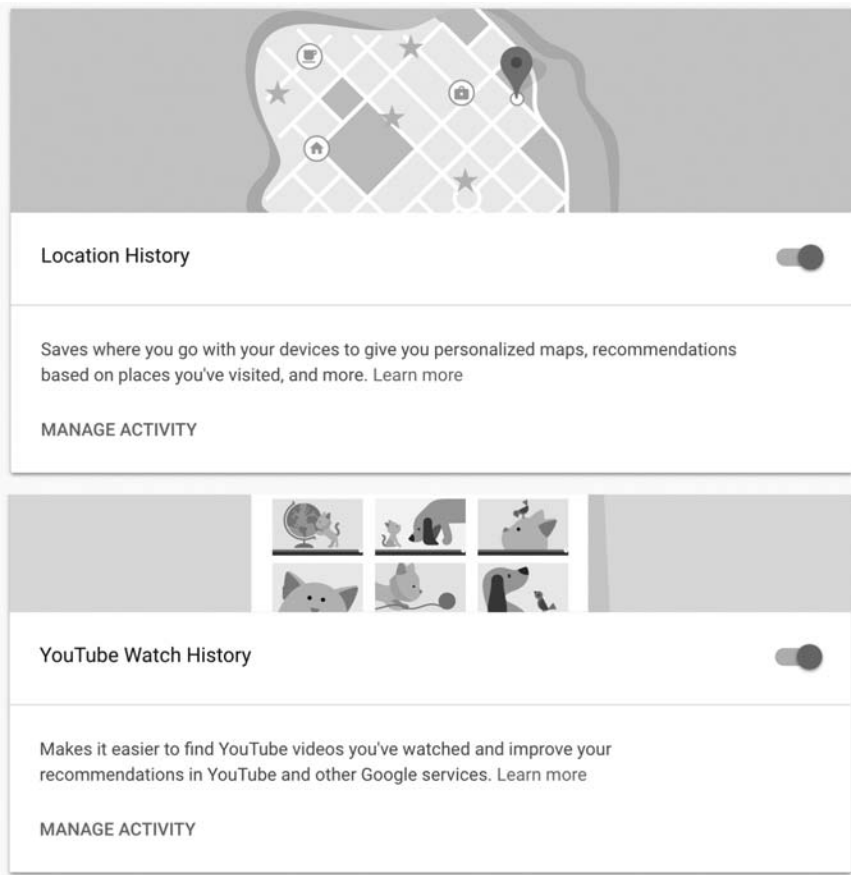 Location History
Saves where you go with your devices to give you personalized maps, recommendations
based on places you've visited, and more. Learn more
MANAGE ACTIVITY
YouTube Watch History
Makes it easier to find YouTube videos you've watched and improve your
recommendations in YouTube and other Google services. Learn more
MANAGE ACTIVITY